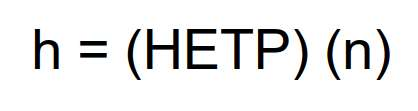 h = (HETP) (n)